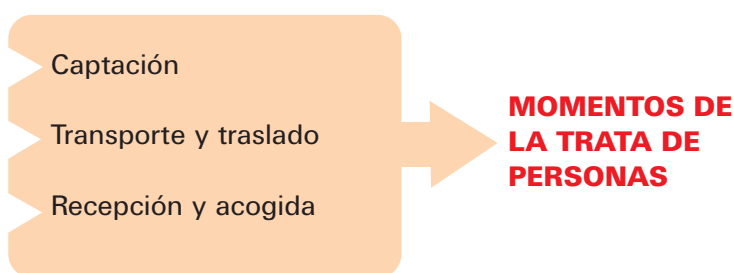 Captación
Transporte y traslado
Recepción y acogida
MOMENTOS DE
LA TRATA DE
PERSONAS